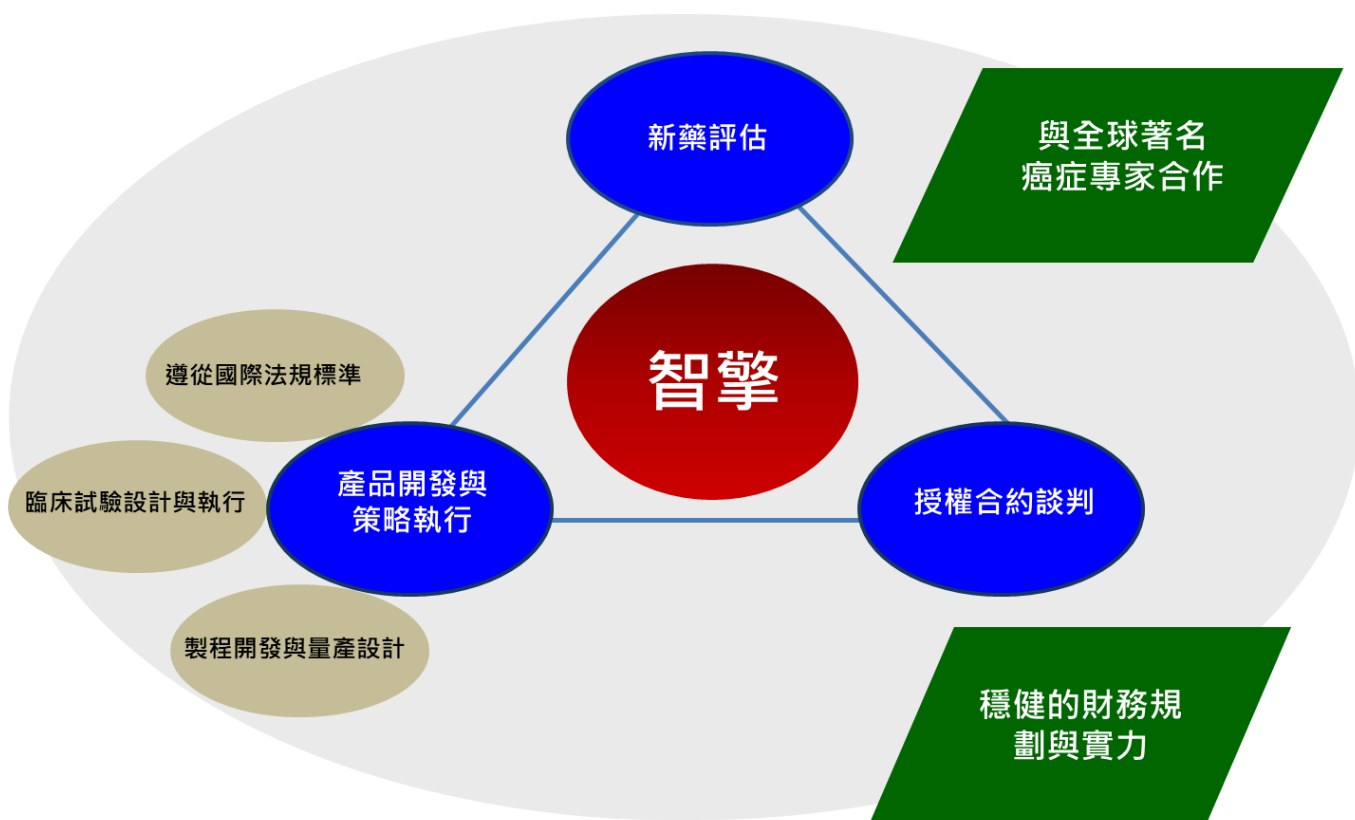 新藥評估
與全球著名
癌症專家合作
智擎
遵從國際法規標準
臨床試驗設計與執行
產品開發與
策略執行
授權合約談判
製程開發與量產設計
穩健的財務規
劃與實力